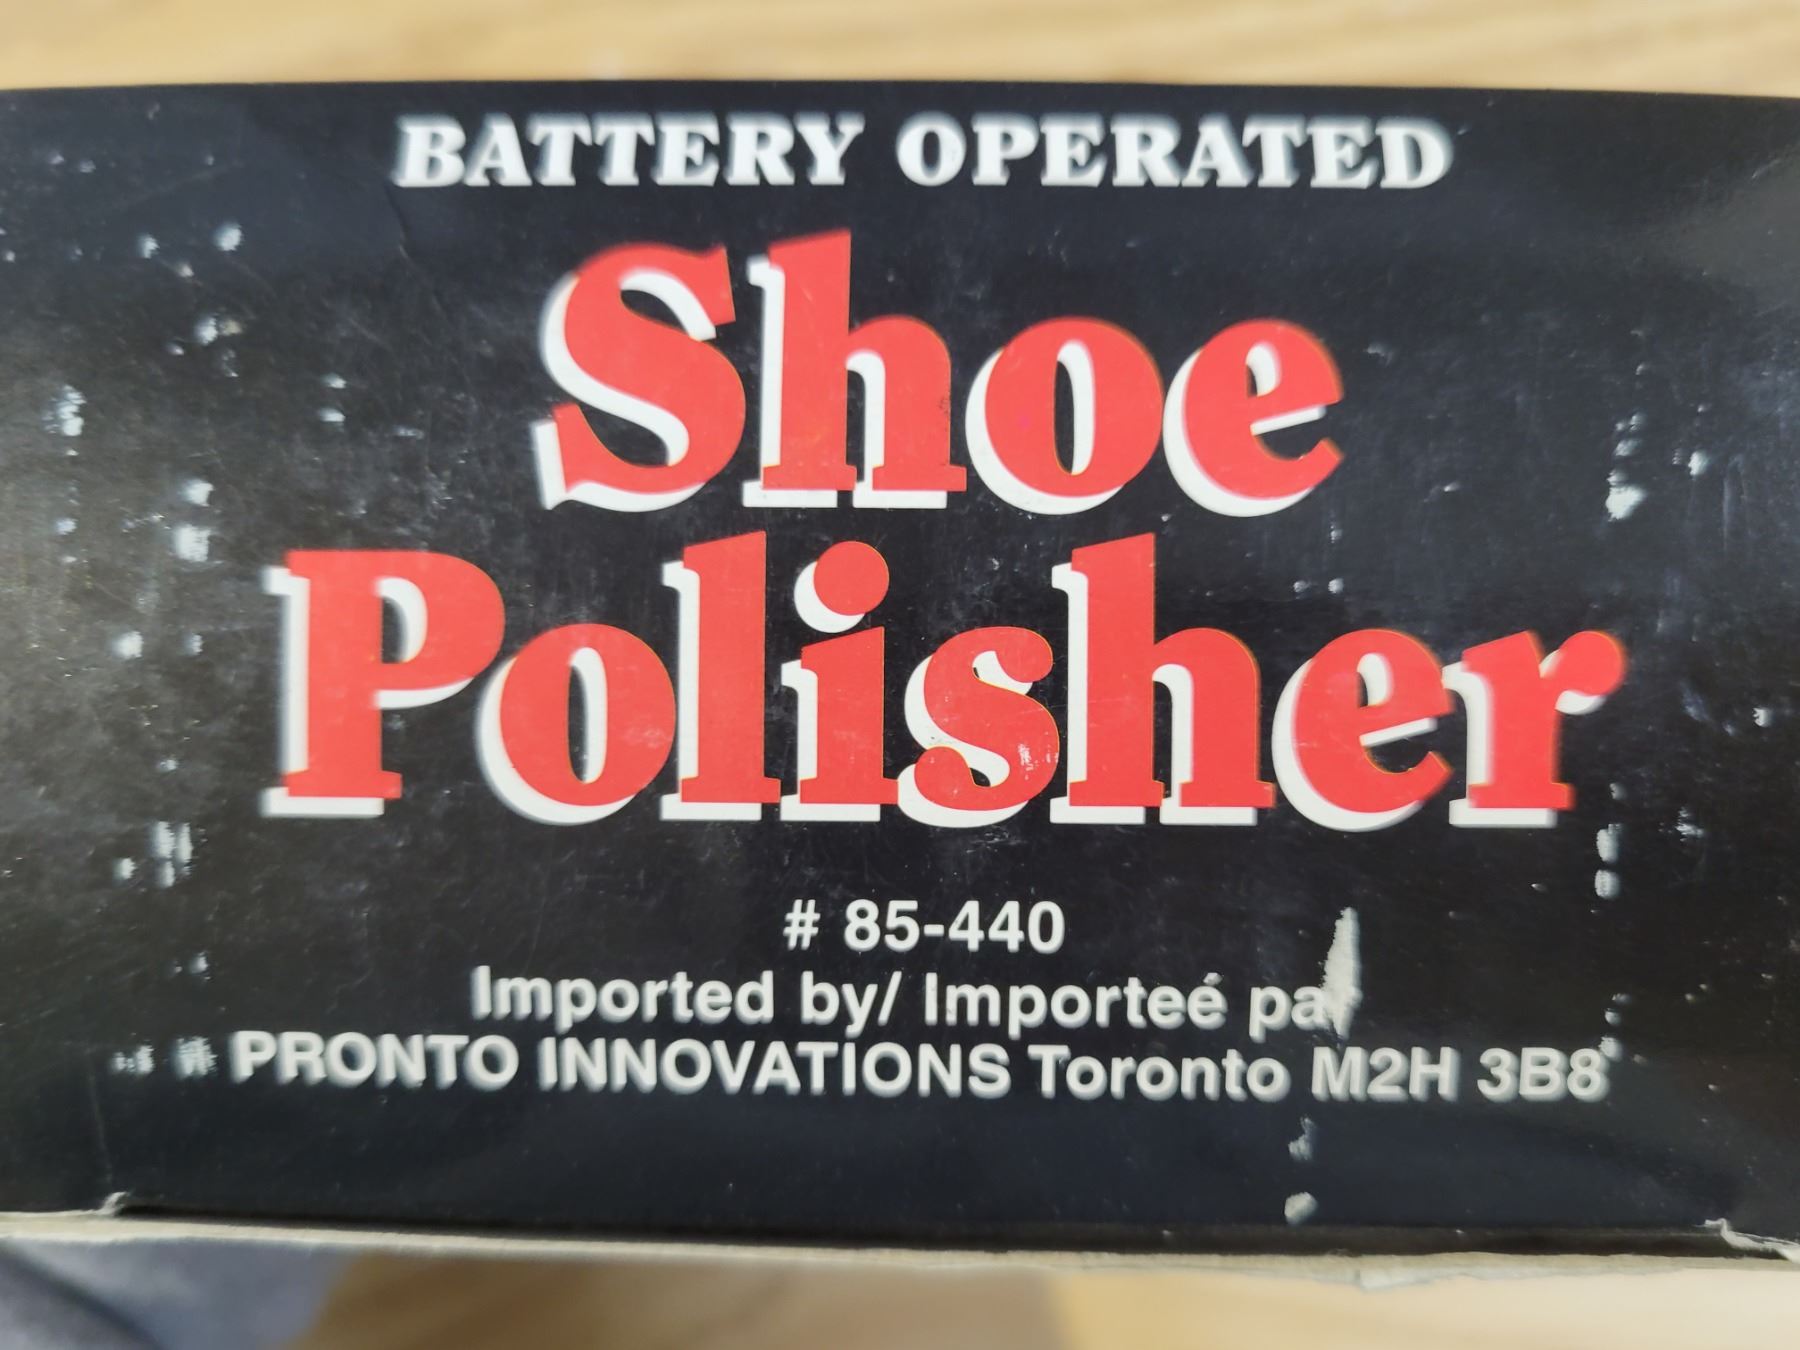 BATTERY OPERATED
Shoe
Polisher
# 85-440
Imported by/ Importeé par
PRONTO INNOVATIONS Toronto M2H 3B8